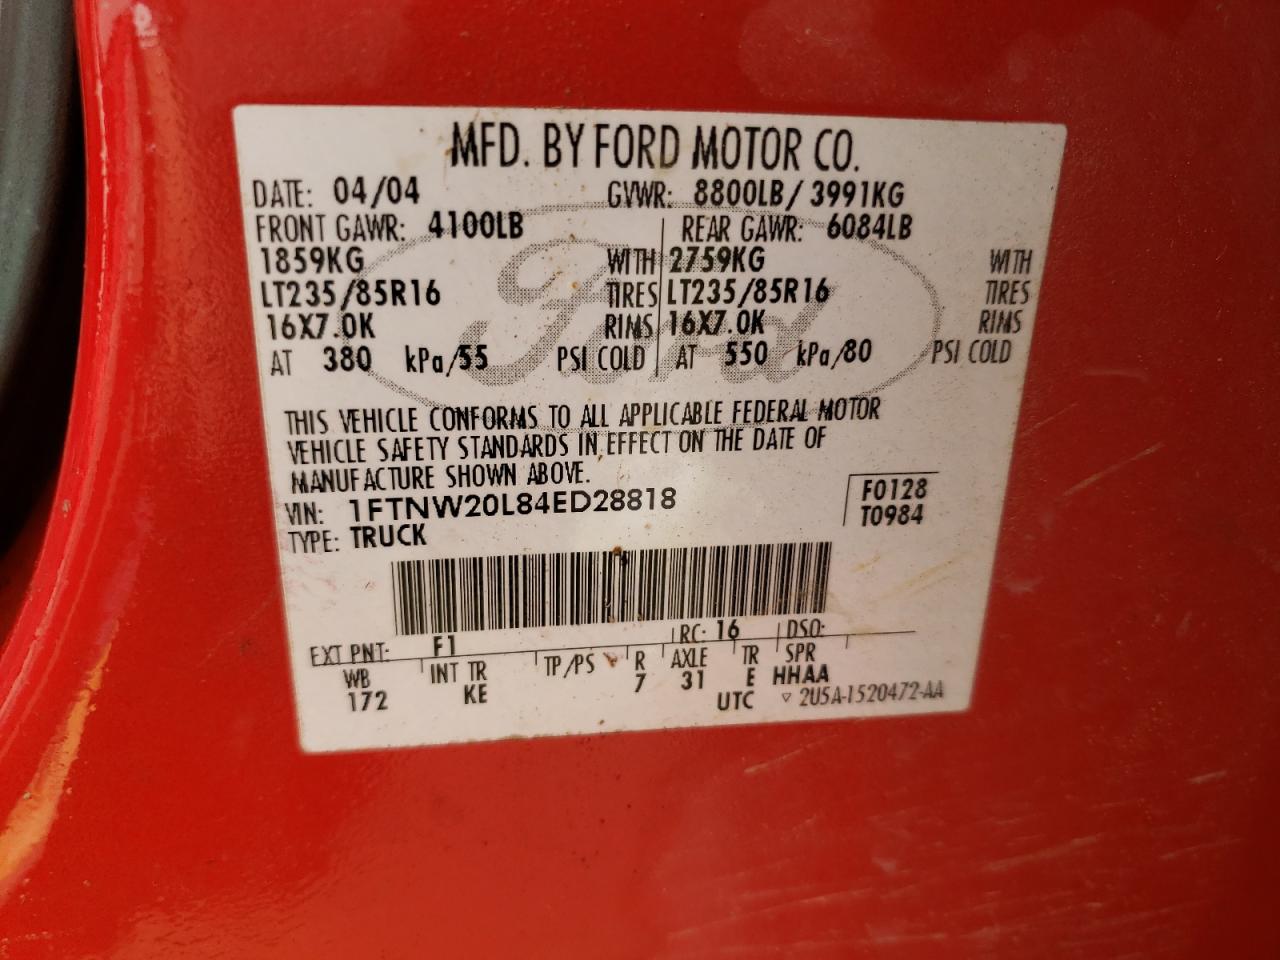 MFD. BY FORD MOTOR CO.
DATE: 04/04 GVWR: 8800LB/3991KG
FRONT GAWR: 4100LB REAR GAWR: 6084LB
1859KG WITH 2759KG WITH
LT235/85R16 TIRES LT235/85R16 TIRES
16X7.0K RIMS 16X7.0K RIMS
AT 380 kPa/55 PSI COLD AT 550 kPa/80 PSI COLD
Ford
THIS VEHICLE CONFORMS TO ALL APPLICABLE FEDERAL MOTOR
VEHICLE SAFETY STANDARDS IN EFFECT ON THE DATE OF
MANUFACTURE SHOWN ABOVE.
VIN: 1FTNW20L84ED28818 F0128
TYPE: TRUCK T0984
EXT PNT: F1 RC: 16 DSO:
WB INT TR TP/PS R AXLE TR SPR
172 KE 7 31 E HHAA
UTC ▽ 2U5A-1520472-AA